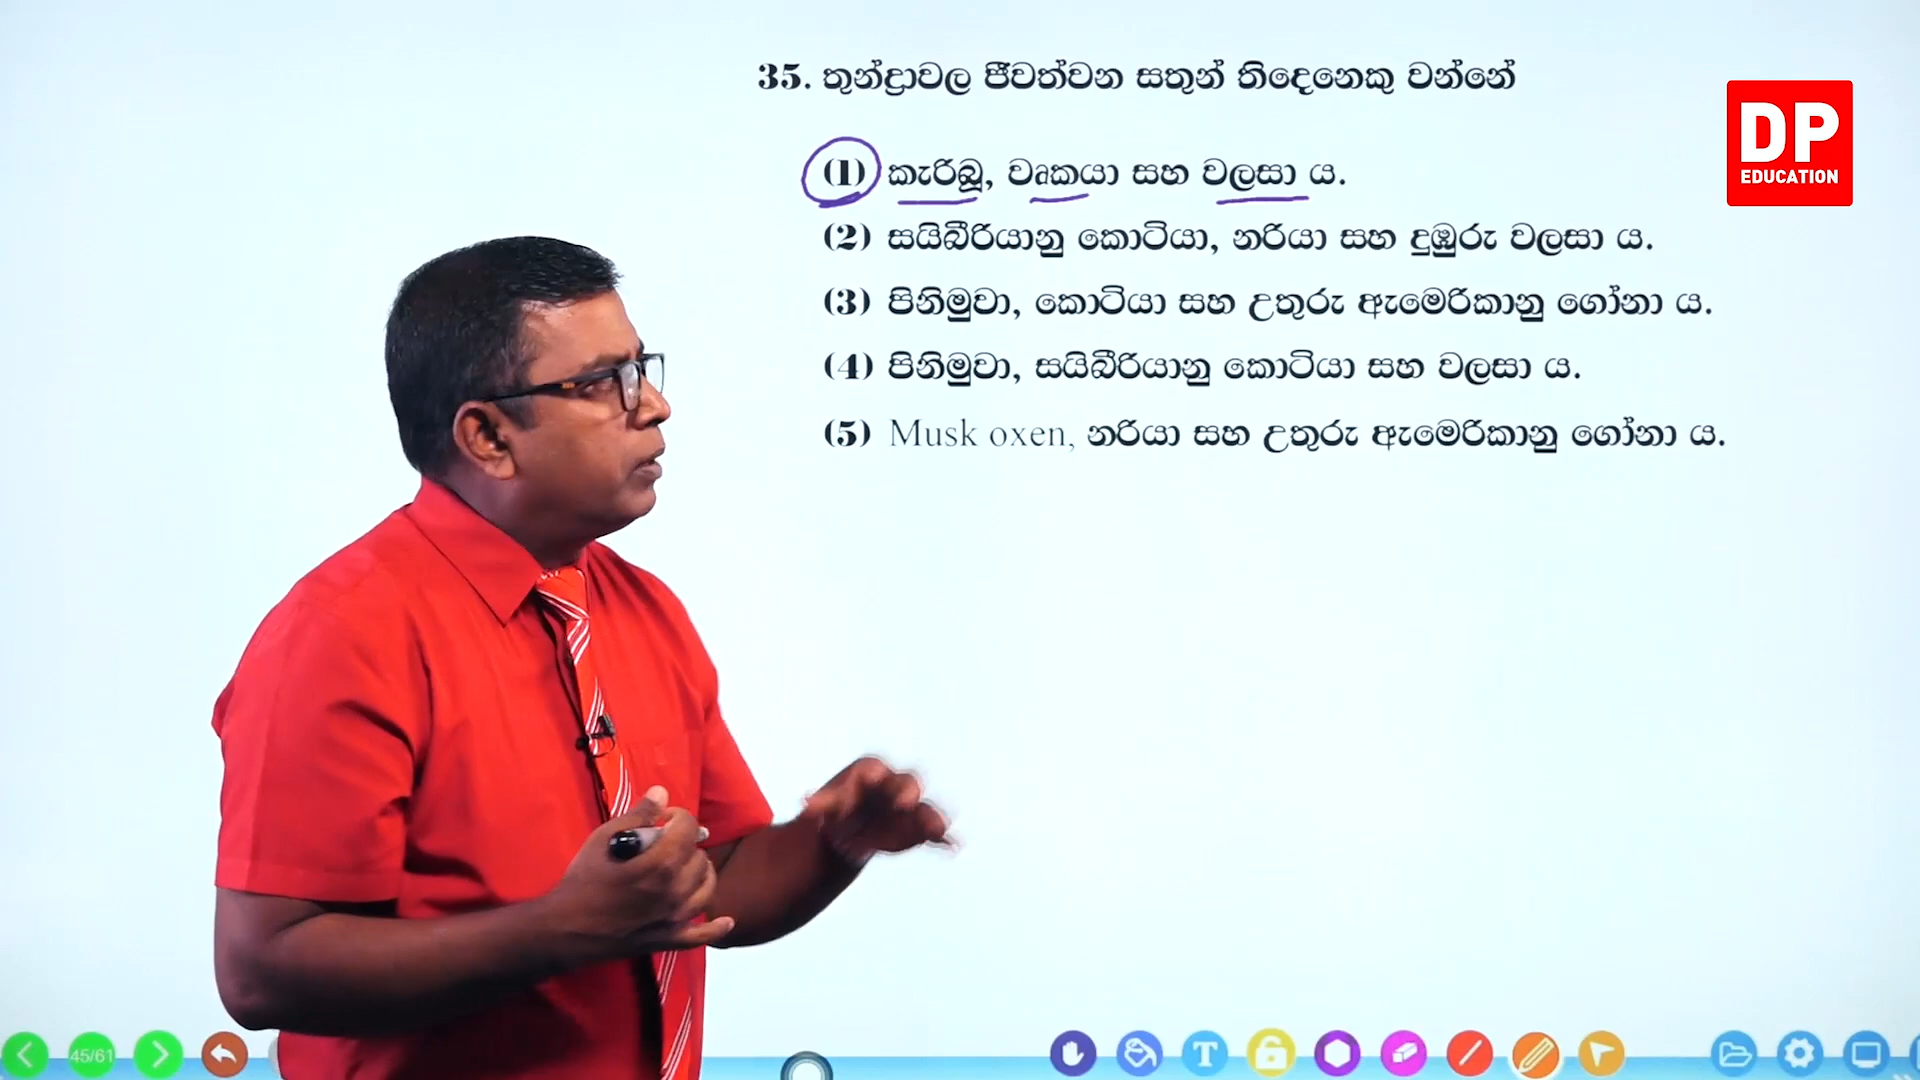 35. තුන්ද්‍රාවල ජීවත්වන සතුන් තිදෙනෙකු වන්නේ
(1) කැරිබූ, වෘකයා සහ වලසා ය.
(2) සයිබීරියානු කොටියා, නරියා සහ දුඹුරු වලසා ය.
(3) පිනිමුවා, කොටියා සහ උතුරු ඇමෙරිකානු ගෝනා ය.
(4) පිනිමුවා, සයිබීරියානු කොටියා සහ වලසා ය.
(5) Musk oxen, නරියා සහ උතුරු ඇමෙරිකානු ගෝනා ය.
DP
EDUCATION
45/61
T